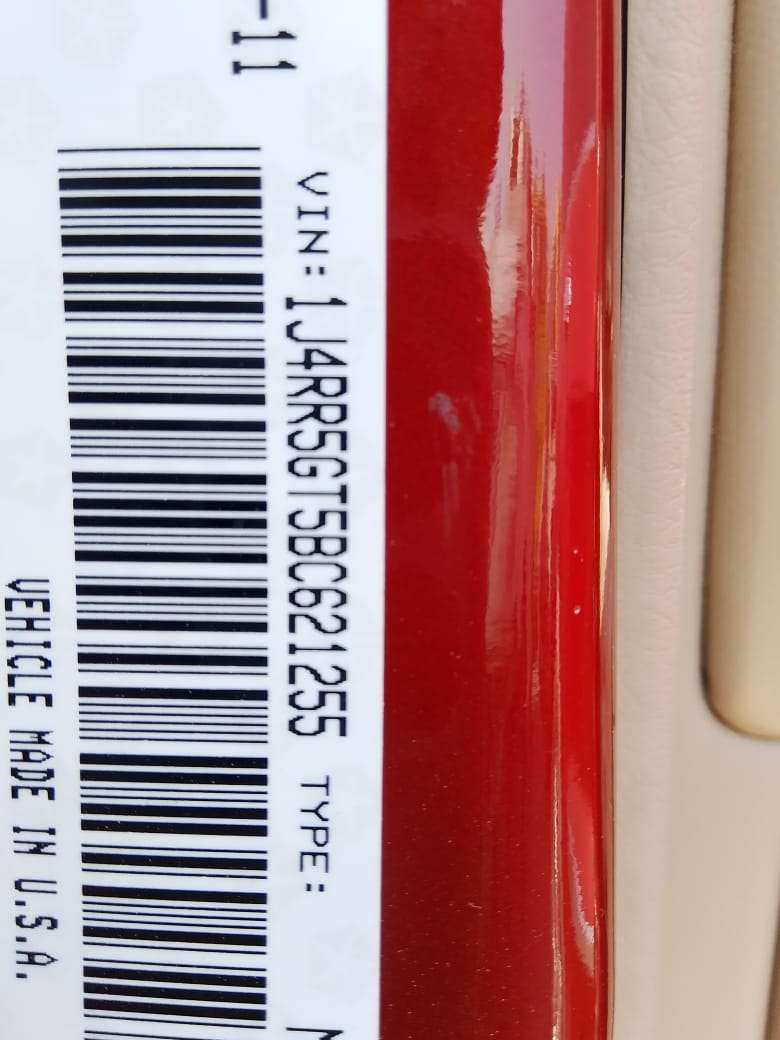 -11
VIN: 1J4RR5GT5BC621255 TYPE:
VEHICLE MADE IN U.S.A.